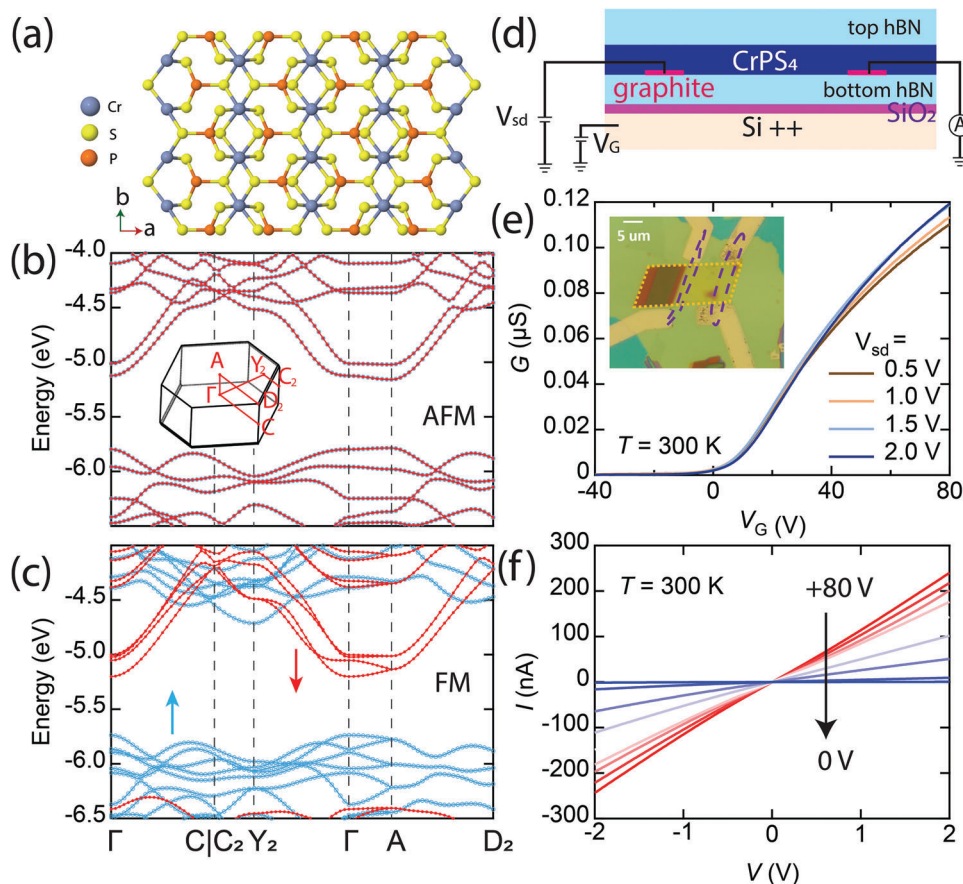 (a)
Cr
S
P
b
a
(b)
Energy (eV)
-4.0
-4.5
-5.0
-5.5
-6.0
A
Y₂
C₂
Γ
D₂
C
AFM
(c)
Energy (eV)
-4.5
-5.0
-5.5
-6.0
-6.5
FM
Γ C|C₂ Y₂ Γ A D₂
(d)
top hBN
CrPS₄
graphite
bottom hBN
SiO₂
Si ++
V_sd
V_G
A
(e)
G (µS)
0.12
0.10
0.08
0.06
0.04
0.02
0
5 um
V_sd =
0.5 V
1.0 V
1.5 V
2.0 V
T = 300 K
-40 0 40 80
V_G (V)
(f)
I (nA)
300
200
100
0
-100
-200
-300
T = 300 K
+80 V
0 V
-2 -1 0 1 2
V (V)